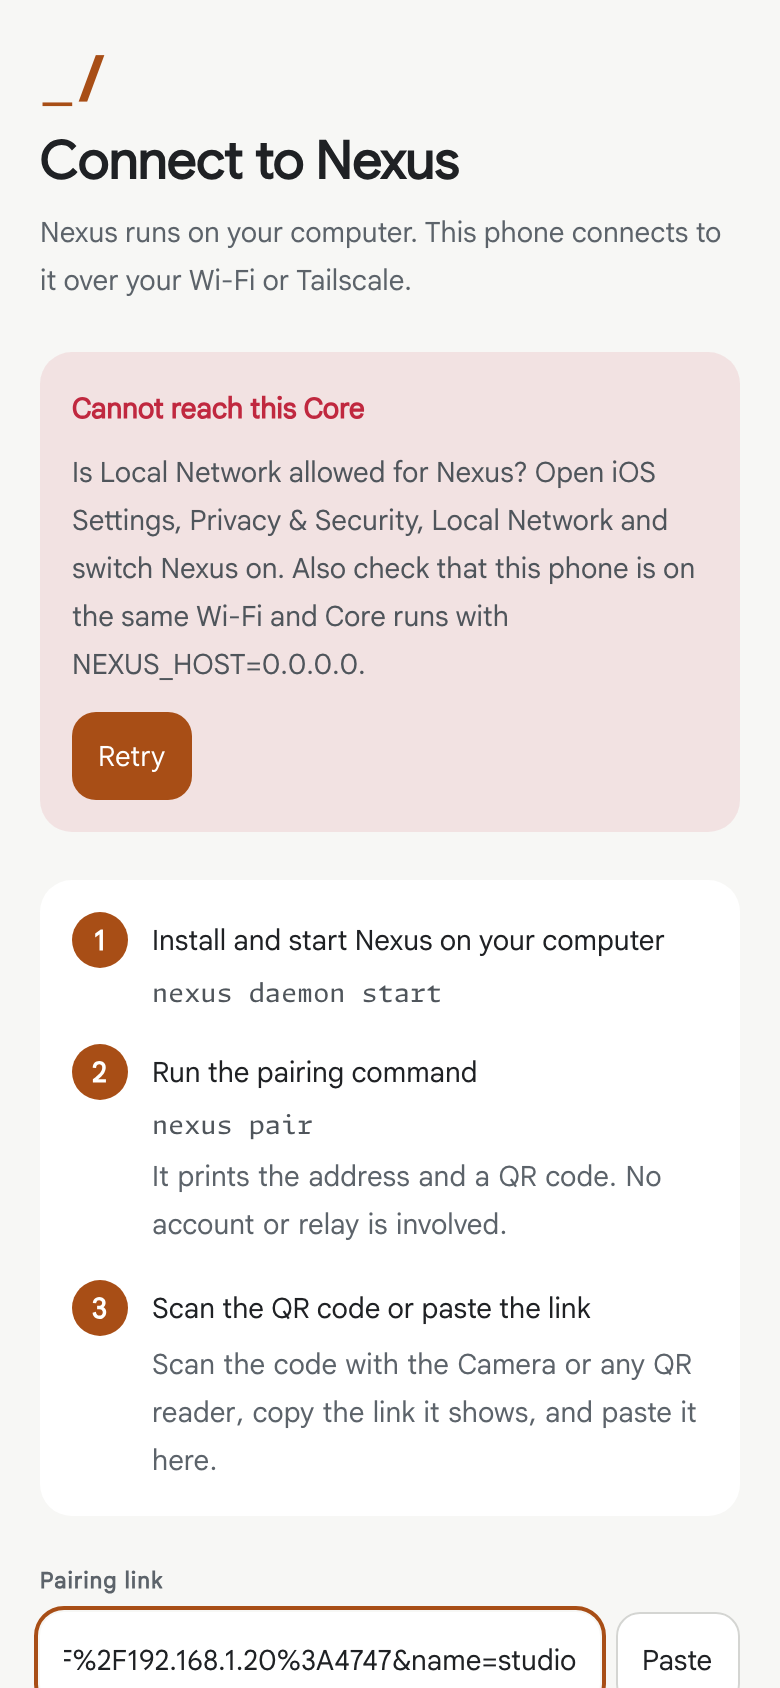 _/
Connect to Nexus
Nexus runs on your computer. This phone connects to
it over your Wi-Fi or Tailscale.
Cannot reach this Core
Is Local Network allowed for Nexus? Open iOS
Settings, Privacy & Security, Local Network and
switch Nexus on. Also check that this phone is on
the same Wi-Fi and Core runs with
NEXUS_HOST=0.0.0.0.
Retry
1 Install and start Nexus on your computer
nexus daemon start
2 Run the pairing command
nexus pair
It prints the address and a QR code. No
account or relay is involved.
3 Scan the QR code or paste the link
Scan the code with the Camera or any QR
reader, copy the link it shows, and paste it
here.
Pairing link
F%2F192.168.1.20%3A4747&name=studio Paste